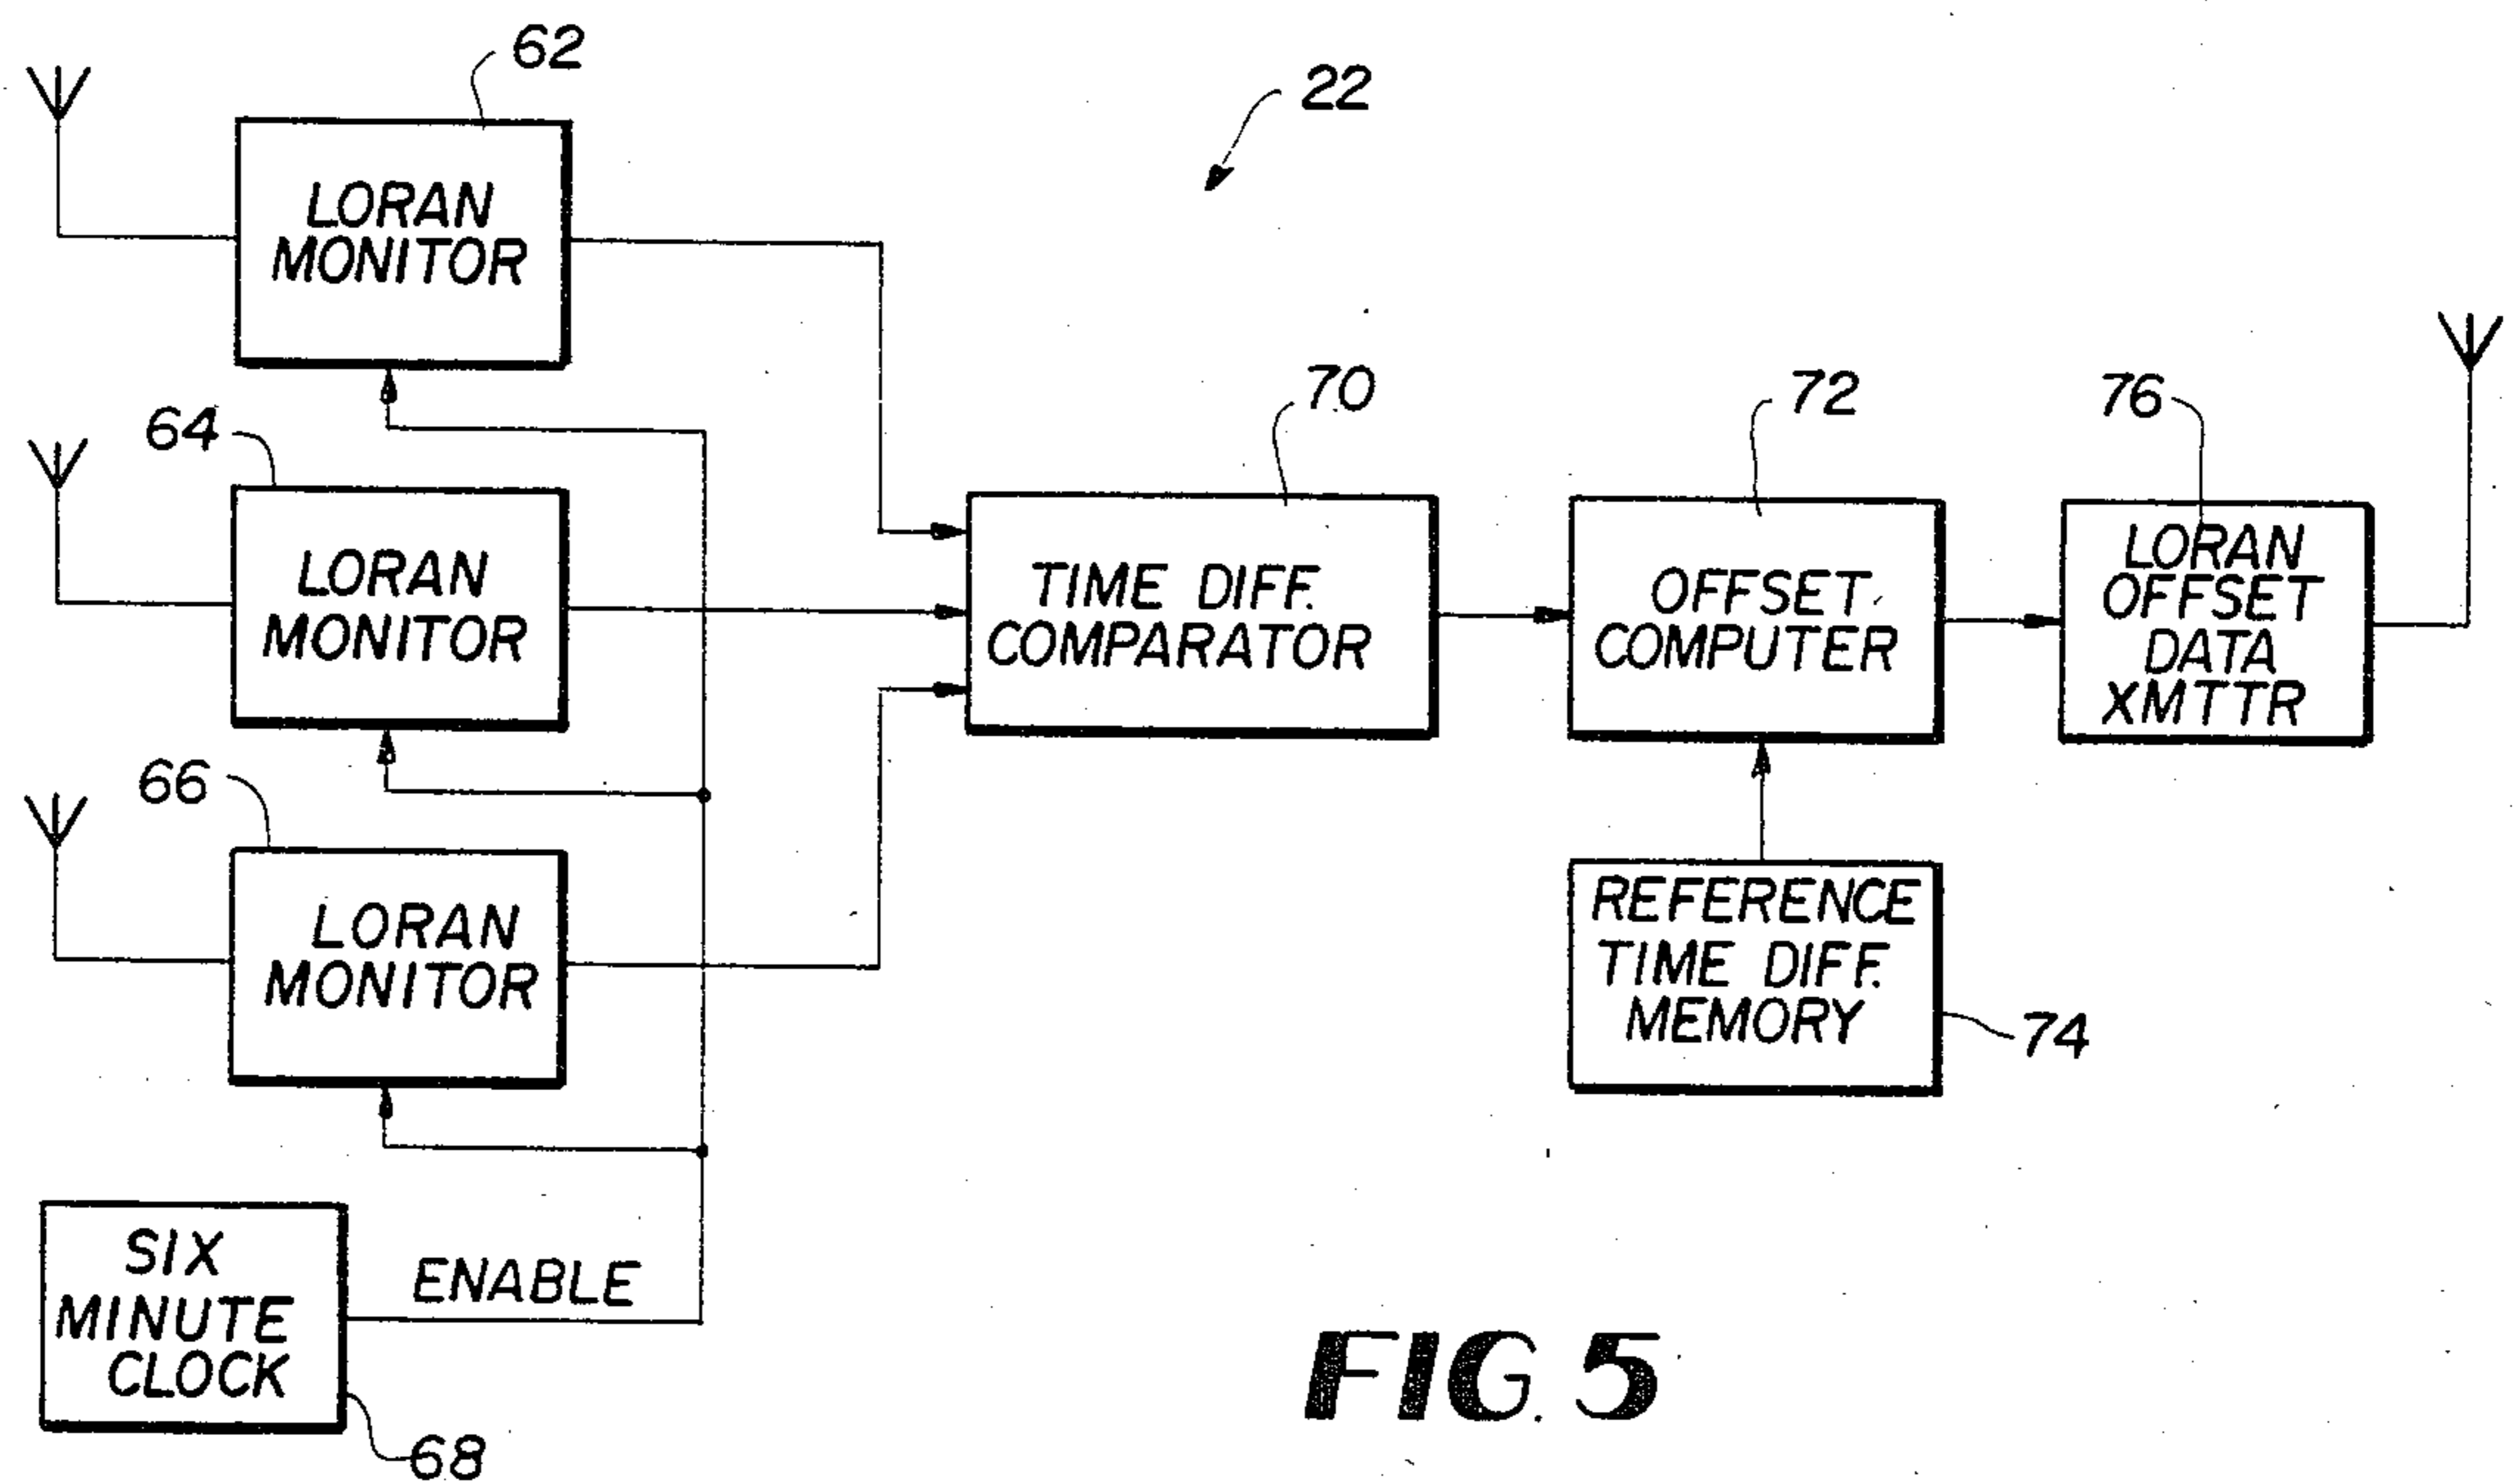 62
22
LORAN
MONITOR
64
LORAN
MONITOR
66
LORAN
MONITOR
SIX
MINUTE
CLOCK
68
ENABLE
70
TIME DIFF.
COMPARATOR
72
OFFSET
COMPUTER
76
LORAN
OFFSET
DATA
XMTTR
REFERENCE
TIME DIFF.
MEMORY
74
FIG. 5